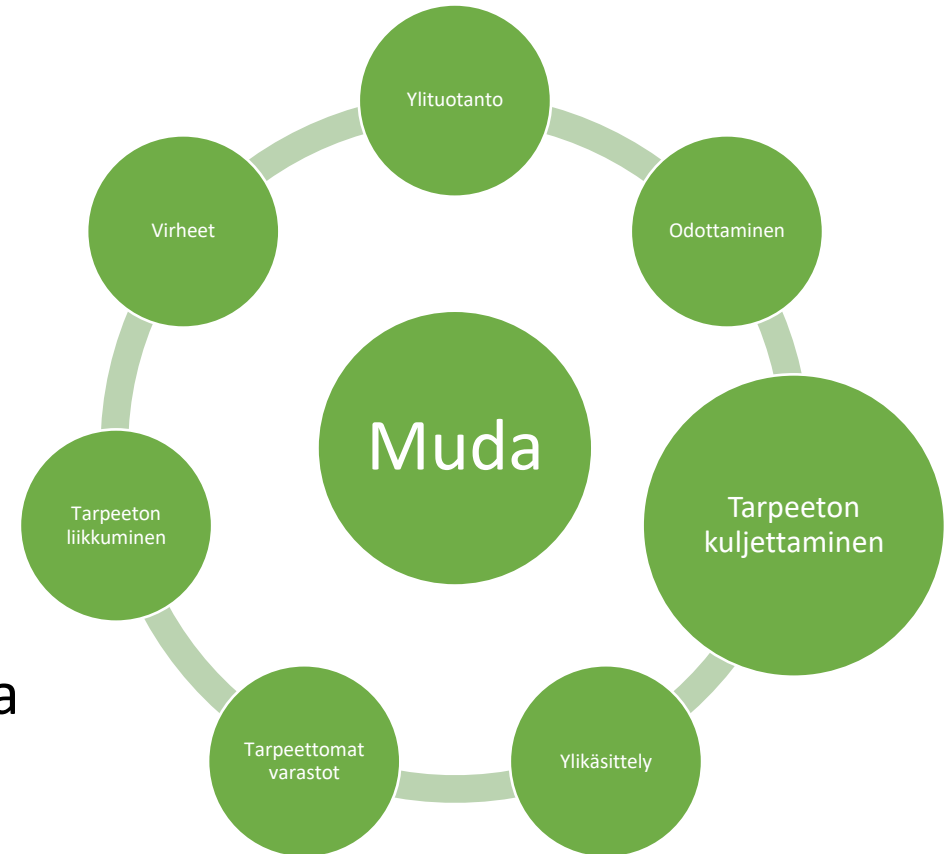 Ylituotanto
Odottaminen
Tarpeeton
kuljettaminen
Ylikäsittely
Tarpeettomat
varastot
Tarpeeton
liikkuminen
Virheet
Muda
a